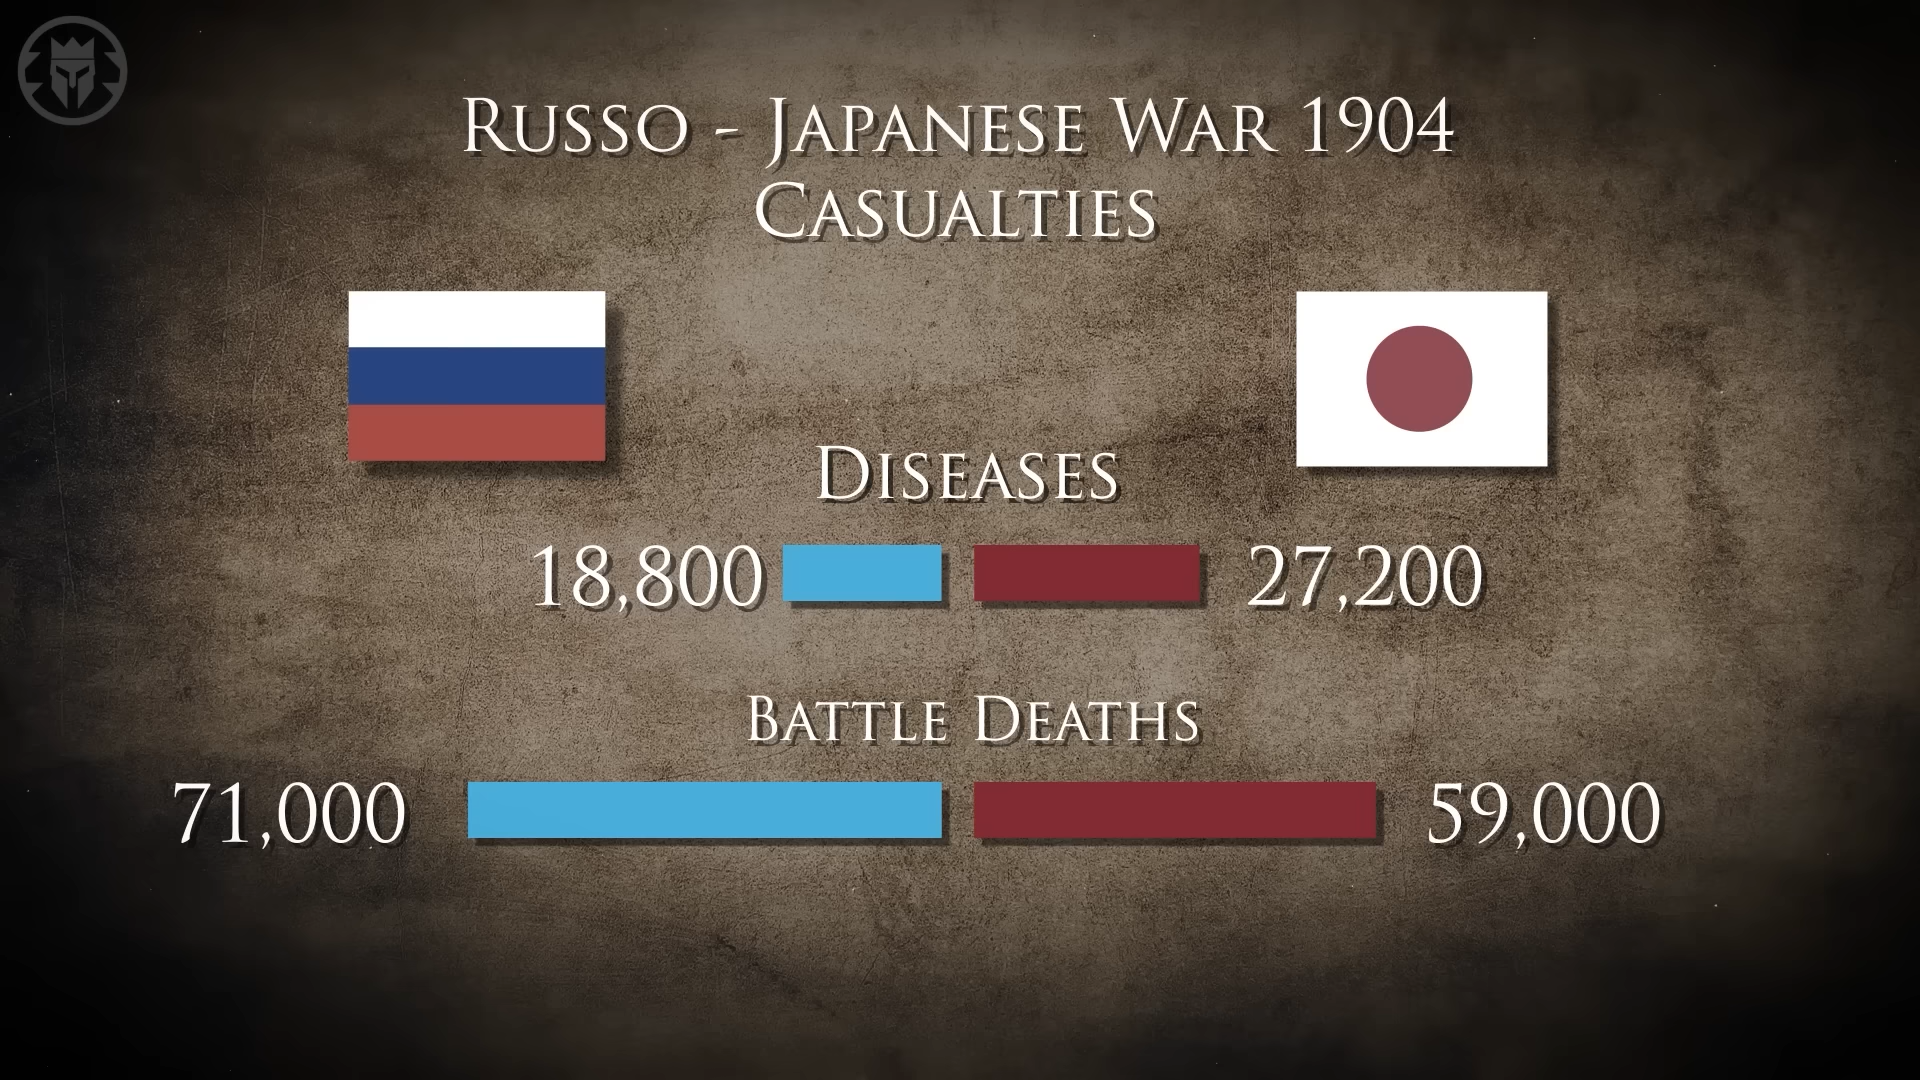 Russo - Japanese War 1904
Casualties
Diseases
18,800 27,200
Battle Deaths
71,000 59,000